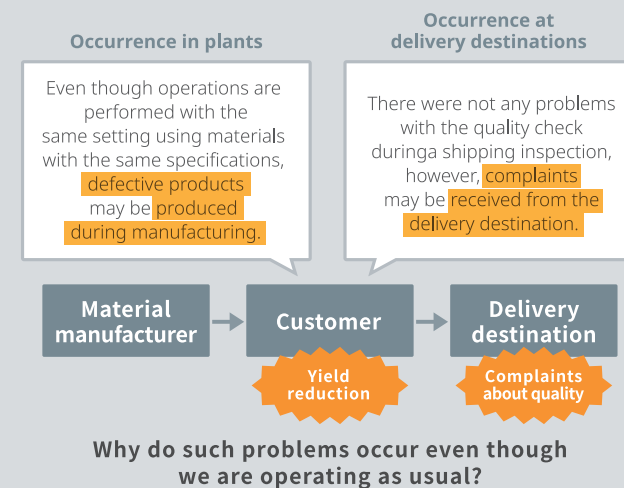 Occurrence in plants
Occurrence at
delivery destinations
Even though operations are
performed with the
same setting using materials
with the same specifications,
defective products
may be produced
during manufacturing.
There were not any problems
with the quality check
duringa shipping inspection,
however, complaints
may be received from the
delivery destination.
Material
manufacturer
Customer
Delivery
destination
Yield
reduction
Complaints
about quality
Why do such problems occur even though
we are operating as usual?